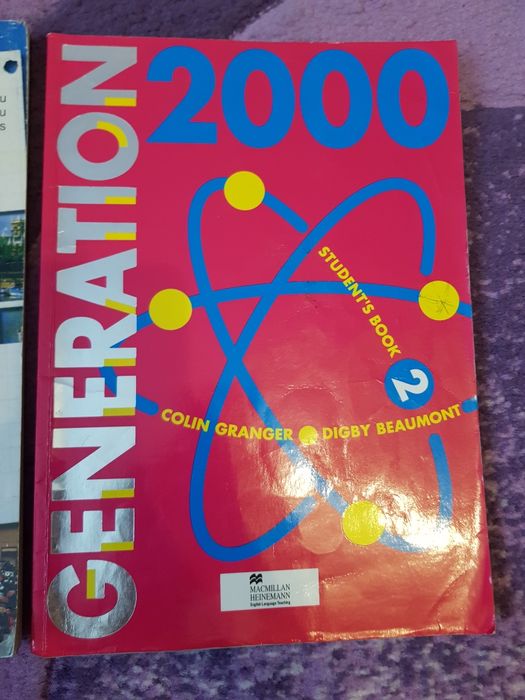 u
u
s
GENERATION
2000
STUDENT'S BOOK 2
COLIN GRANGER • DIGBY BEAUMONT
MACMILLAN
HEINEMANN
English Language Teaching